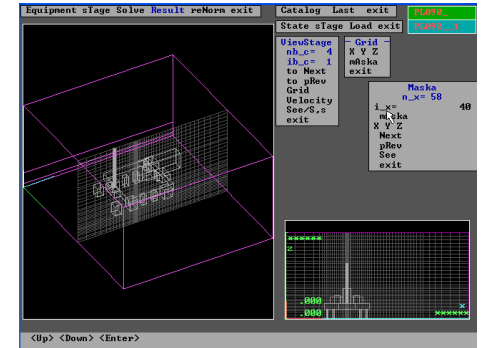 Equipment sTage Solve Result reNorm exit
Catalog Last exit
PL090_
State sTage Load exit
PL090__1.
ViewStage
nb_c= 4
ib_c= 1
to Next
to pRev
Grid
Velocity
See/S,s
exit
Grid
X Y Z
mAska
exit
Maska
n_x= 58
i_x= 40
mAska
X Y Z
Next
pRev
See
exit
******
z
.000
.000
x
******
<Up> <Down> <Enter>